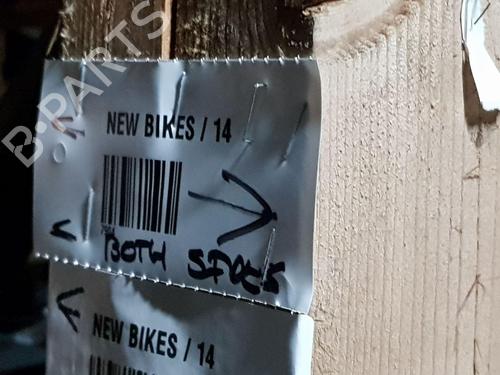 B-PARTS
NEW BIKES / 14
BOTH SIDES
NEW BIKES / 14